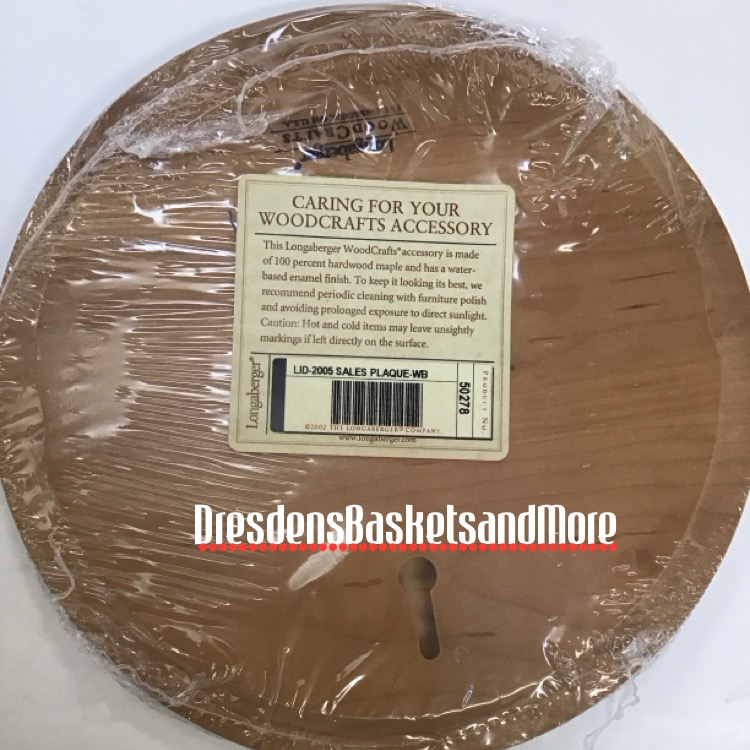 Longaberger
WOODCRAFTS
CARING FOR YOUR
WOODCRAFTS ACCESSORY
This Longaberger WoodCrafts® accessory is made
of 100 percent hardwood maple and has a water-
based enamel finish. To keep it looking its best, we
recommend periodic cleaning with furniture polish
and avoiding prolonged exposure to direct sunlight.
Caution: Hot and cold items may leave unsightly
markings if left directly on the surface.
Longaberger®
LID-2005 SALES PLAQUE-WB
50278
PRODUCT NO.
©2002 THE LONGABERGER® COMPANY
www.longaberger.com
DresdensBasketsandMore